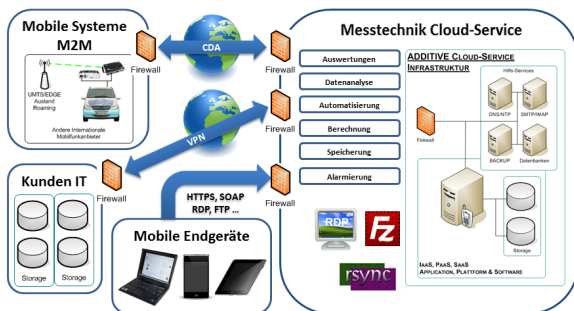 Mobile Systeme
M2M
Firewall
UMTS/EDGE
Ausland
Roaming
Andere Internationale
Mobilfunkanbieter
CDA
Firewall
VPN
Firewall
Kunden IT
Firewall
Storage
Storage
HTTPS, SOAP
RDP, FTP ...
Firewall
Mobile Endgeräte
Messtechnik Cloud-Service
Auswertungen
Datenanalyse
Automatisierung
Berechnung
Speicherung
Alarmierung
RDP
FZ
rsync
ADDITIVE CLOUD-SERVICE
INFRASTRUKTUR
Hilfs-Services
DNS/NTP
SMTP/IMAP
Firewall
BACKUP
Datenbanken
Storage
IAAS, PAAS, SAAS
APPLICATION, PLATTFORM & SOFTWARE